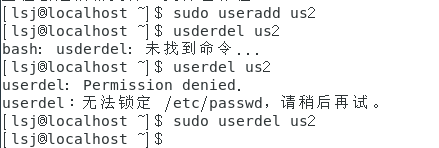 [lsj@localhost ~]$ sudo useradd us2
[lsj@localhost ~]$ usderdel us2
bash: usderdel: 未找到命令...
[lsj@localhost ~]$ userdel us2
userdel: Permission denied.
userdel：无法锁定 /etc/passwd，请稍后再试。
[lsj@localhost ~]$ sudo userdel us2
[lsj@localhost ~]$